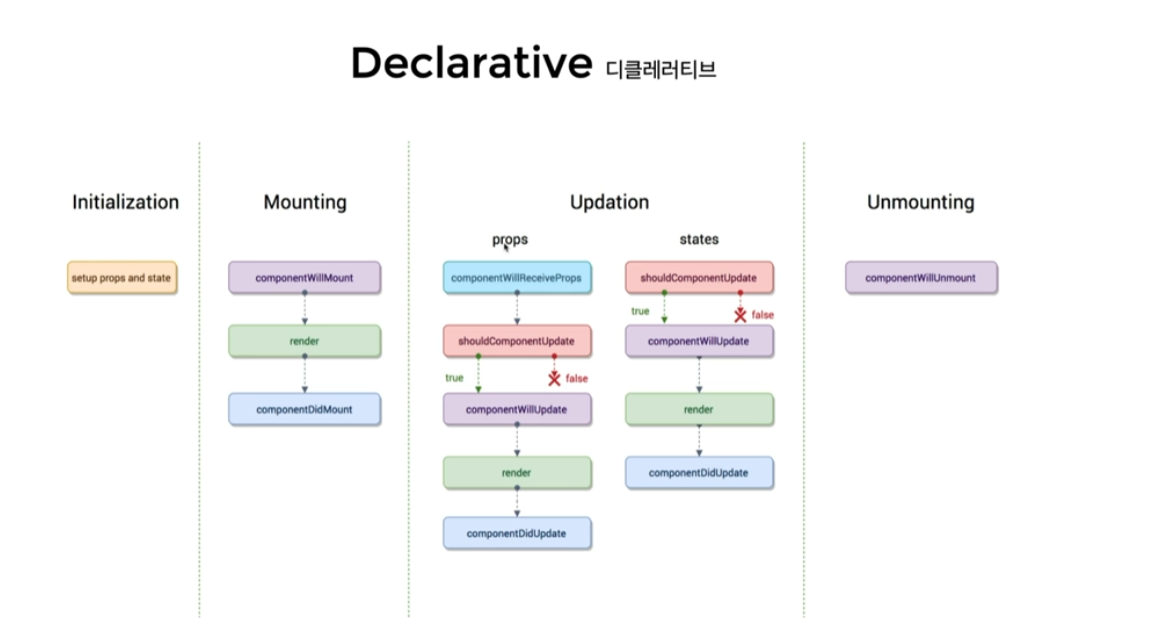 Declarative 디클레러티브
Initialization
setup props and state
Mounting
componentWillMount
render
componentDidMount
Updation
props
componentWillReceiveProps
shouldComponentUpdate
true
false
componentWillUpdate
render
componentDidUpdate
states
shouldComponentUpdate
true
false
componentWillUpdate
render
componentDidUpdate
Unmounting
componentWillUnmount